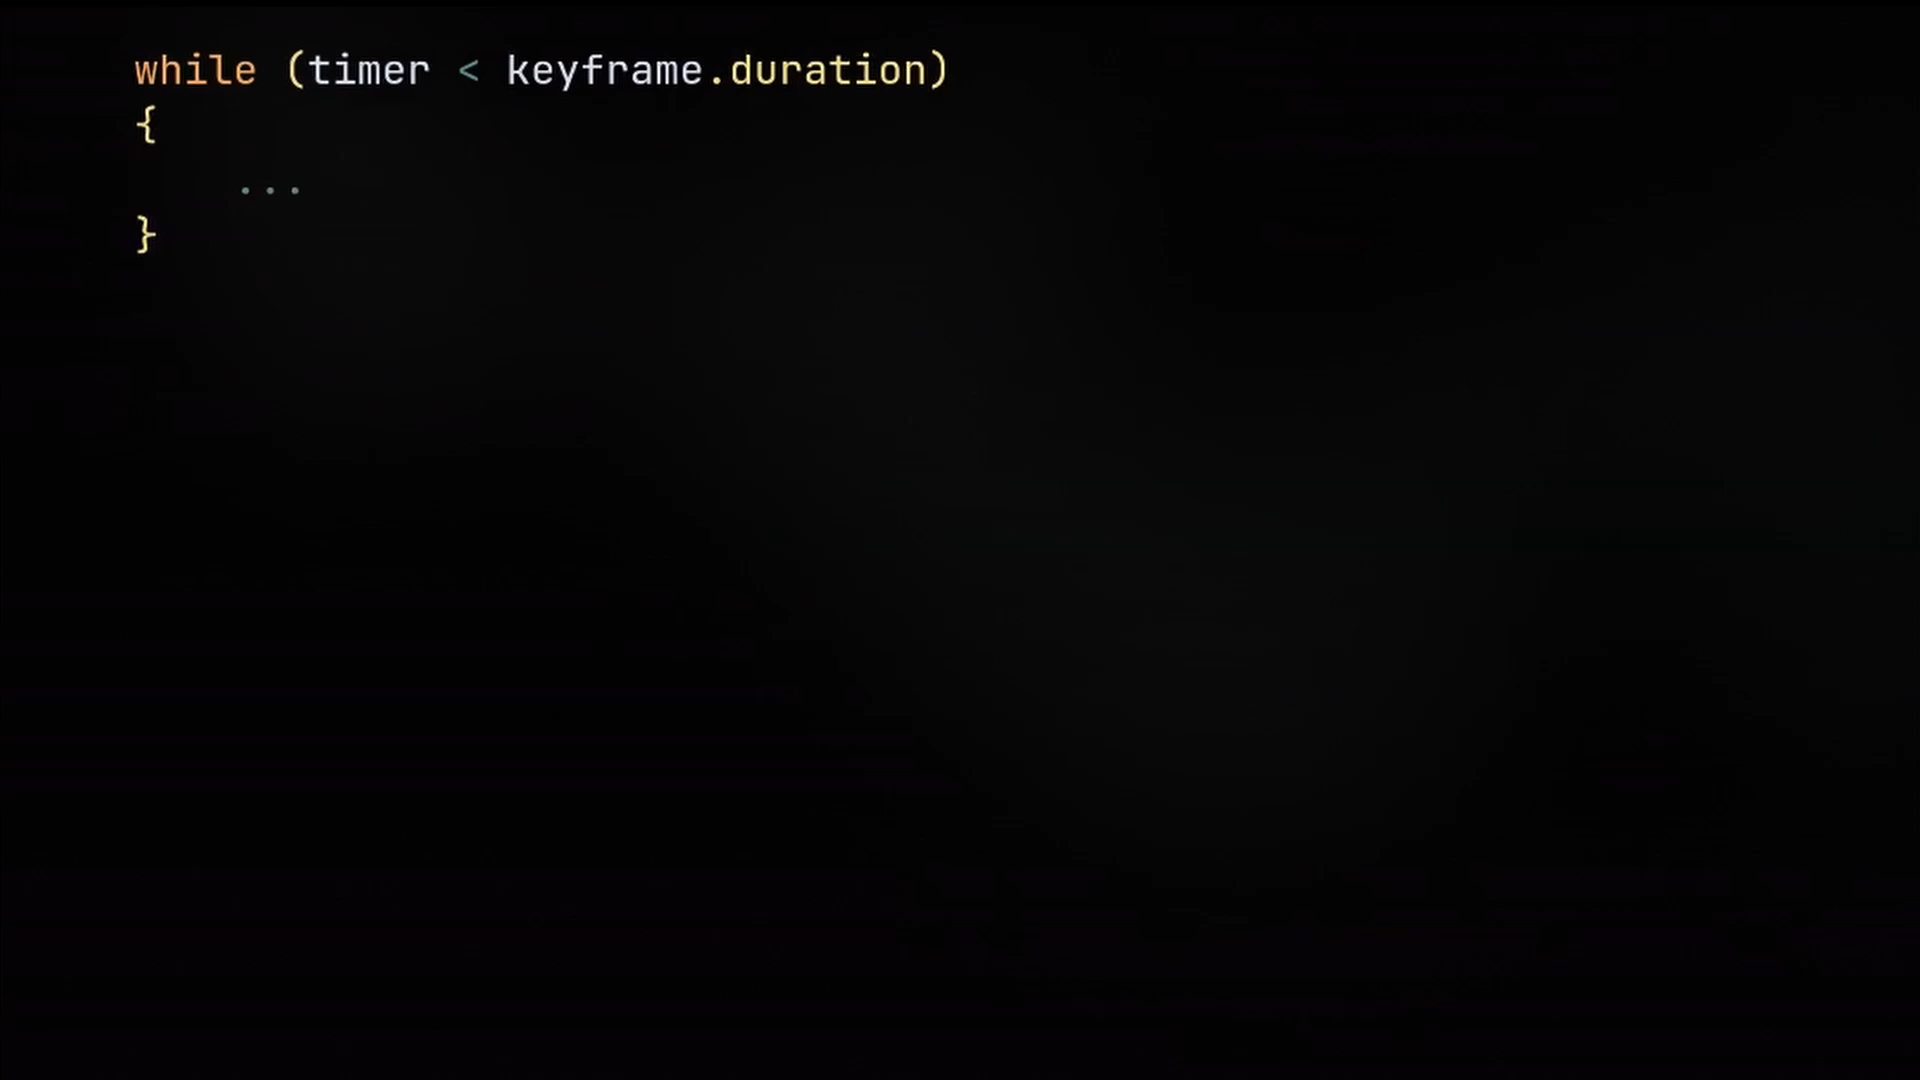 while (timer < keyframe.duration)
{
...
}